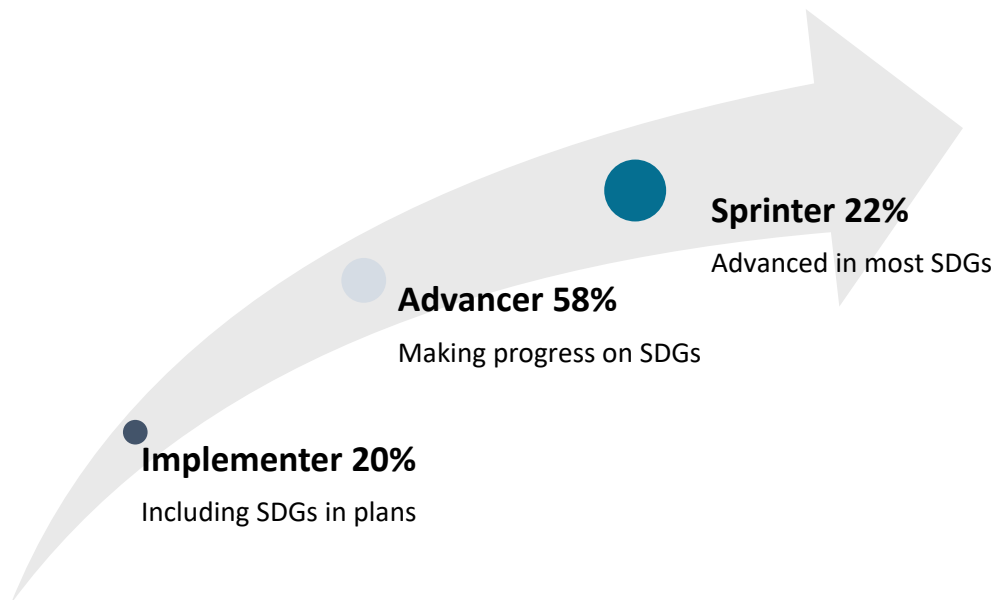 Sprinter 22%
Advanced in most SDGs
Advancer 58%
Making progress on SDGs
Implementer 20%
Including SDGs in plans